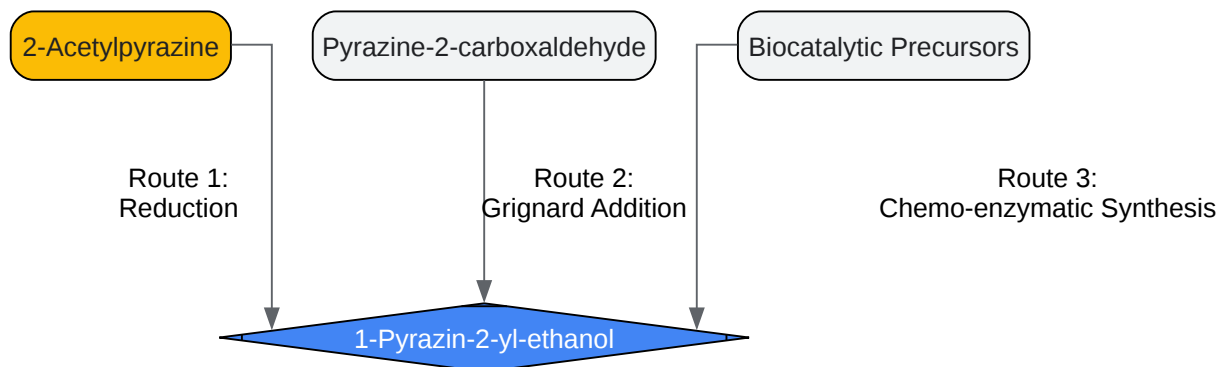 2-Acetylpyrazine
Pyrazine-2-carboxaldehyde
Biocatalytic Precursors
Route 1:
Reduction
Route 2:
Grignard Addition
Route 3:
Chemo-enzymatic Synthesis
1-Pyrazin-2-yl-ethanol